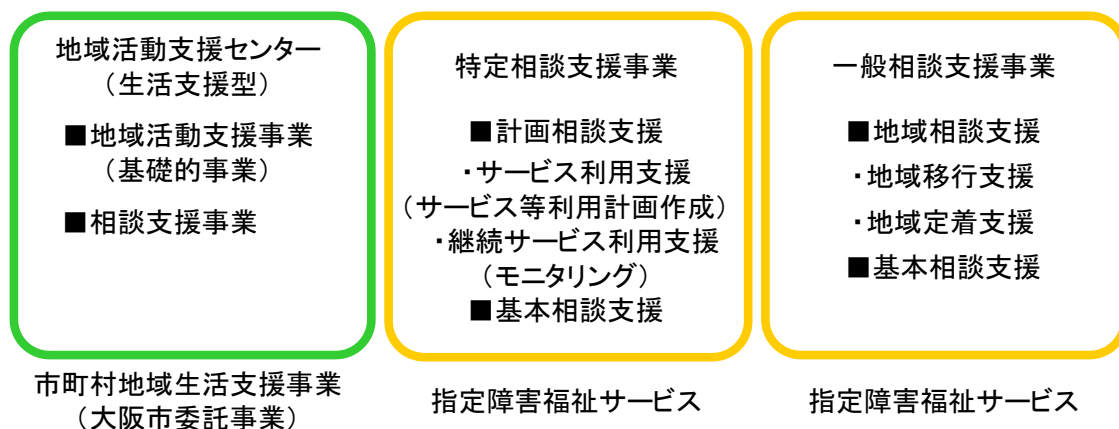 地域活動支援センター
（生活支援型）
■地域活動支援事業
（基礎的事業）
■相談支援事業
市町村地域生活支援事業
（大阪市委託事業）
特定相談支援事業
■計画相談支援
・サービス利用支援
（サービス等利用計画作成）
・継続サービス利用支援
（モニタリング）
■基本相談支援
指定障害福祉サービス
一般相談支援事業
■地域相談支援
・地域移行支援
・地域定着支援
■基本相談支援
指定障害福祉サービス